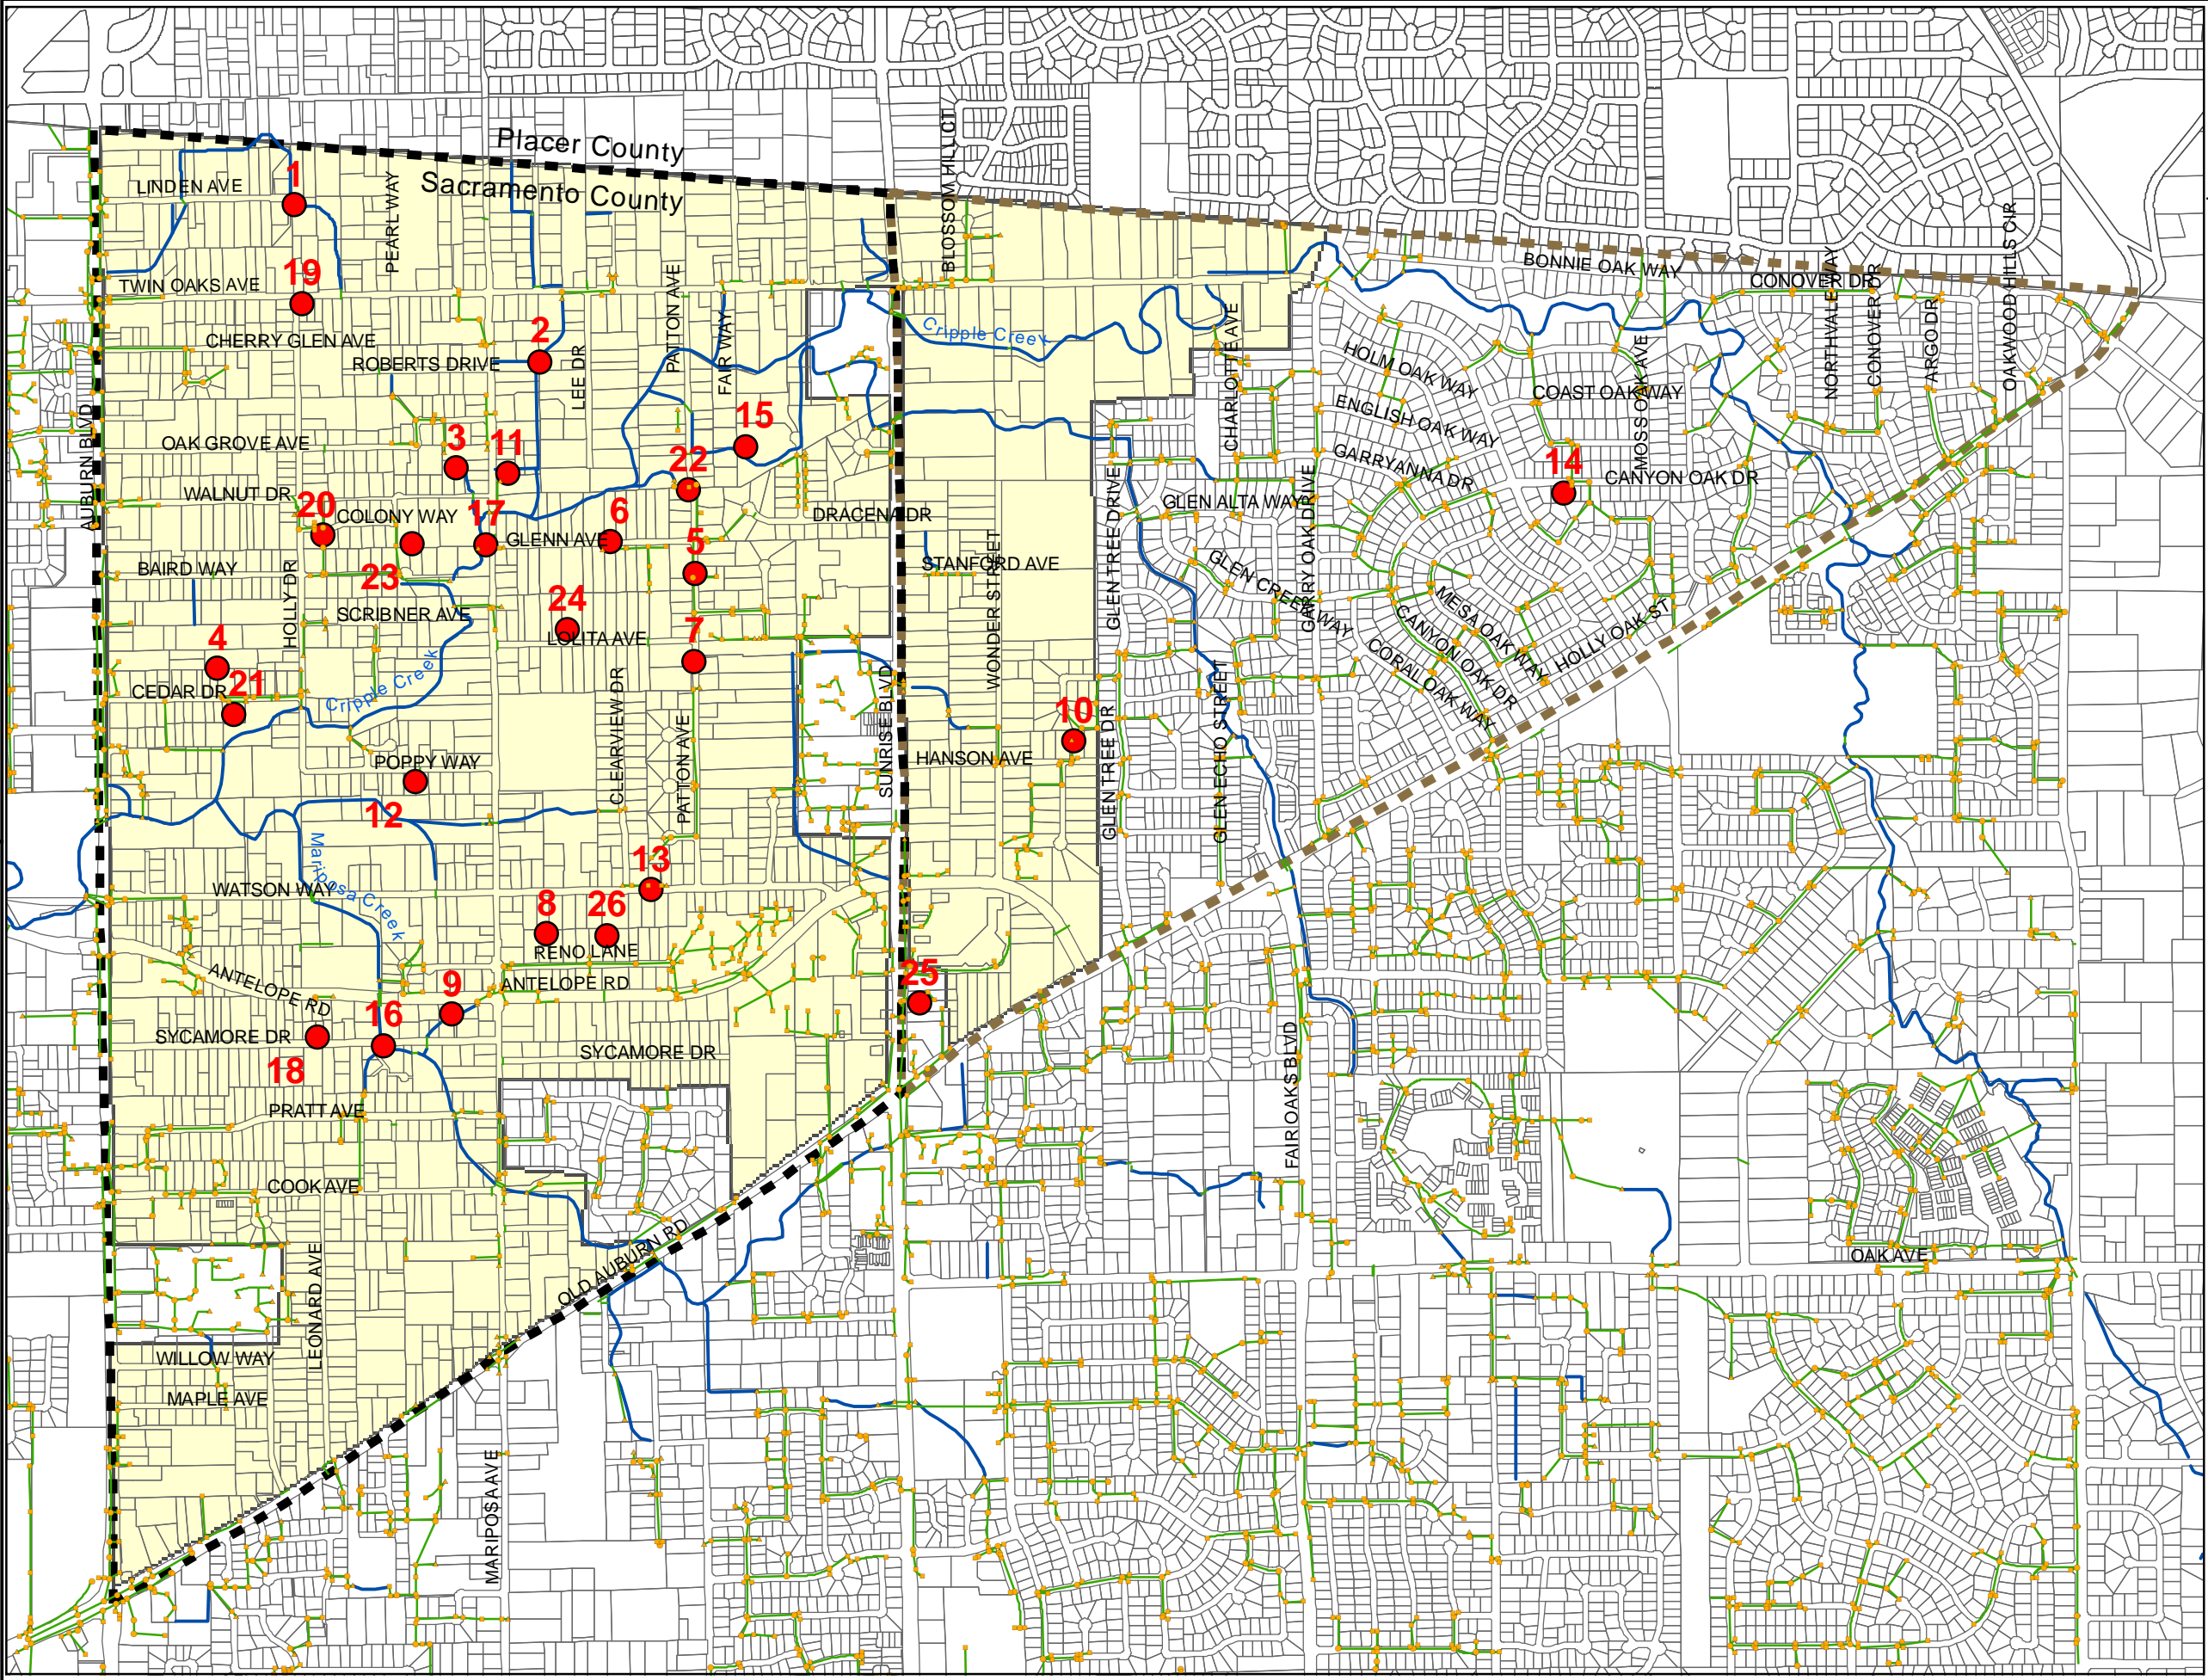 Placer County
Sacramento County
BLOSSOM HILL CT
1
LINDEN AVE
PEARL WAY
19
TWIN OAKS AVE
CHERRY GLEN AVE
2
ROBERTS DRIVE
LEE DR
PATTON AVE
FAIR WAY
Cripple Creek
CHARLOTTE AVE
BONNIE OAK WAY
CONOVER DR
NORTHVALE WAY
CONOVER DR
ARGO DR
OAKWOOD HILLS CIR
HOLM OAK WAY
COAST OAK WAY
MOSS OAK AVE
ENGLISH OAK WAY
GARRYANNA DR
14
CANYON OAK DR
AUBURN BLVD
OAK GROVE AVE
3
11
15
22
WALNUT DR
20
COLONY WAY
17
6
GLENN AVE
DRACENA DR
GLEN TREE DRIVE
GLEN ALTA WAY
GARRY OAK DRIVE
5
BAIRD WAY
HOLLY DR
23
STANFORD AVE
WONDER STREET
GLEN CREEK WAY
SCRIBNER AVE
24
LOLITA AVE
7
MESA OAK WAY
CANYON OAK DR
HOLLY OAK ST
CORAL OAK WAY
4
CEDAR DR
21
Cripple Creek
CLEARVIEW DR
PATTON AVE
SUNRISE BLVD
10
HANSON AVE
GLEN TREE DR
GLEN ECHO STREET
POPPY WAY
12
Mariposa Creek
13
WATSON WAY
8
26
RENO LANE
ANTELOPE RD
9
ANTELOPE RD
25
16
SYCAMORE DR
18
SYCAMORE DR
FAIR OAKS BLVD
PRATT AVE
COOK AVE
OLD AUBURN RD
OAK AVE
LEONARD AVE
WILLOW WAY
MAPLE AVE
MARIPOSA AVE